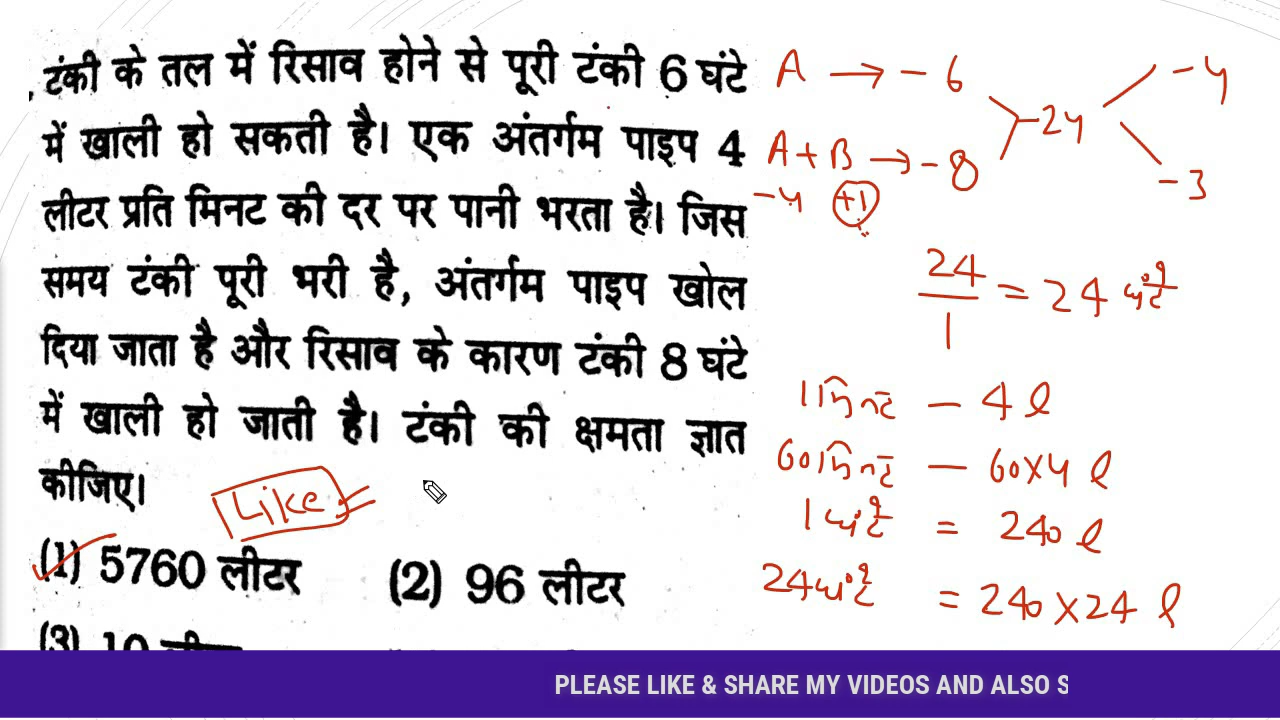 टंकी के तल में रिसाव होने से पूरी टंकी 6 घंटे
में खाली हो सकती है। एक अंतर्गम पाइप 4
लीटर प्रति मिनट की दर पर पानी भरता है। जिस
समय टंकी पूरी भरी है, अंतर्गम पाइप खोल
दिया जाता है और रिसाव के कारण टंकी 8 घंटे
में खाली हो जाती है। टंकी की क्षमता ज्ञात
कीजिए।
Like
(1) 5760 लीटर (2) 96 लीटर
(3) 10
A → - 6
A + B → - 8
-24
-4
-3
-4 +1
24/1 = 24 घंटे
1 मिनट - 4 l
60 मिनट - 60×4 l
1 घंटे = 240 l
24 घंटे = 240 × 24 l
PLEASE LIKE & SHARE MY VIDEOS AND ALSO S